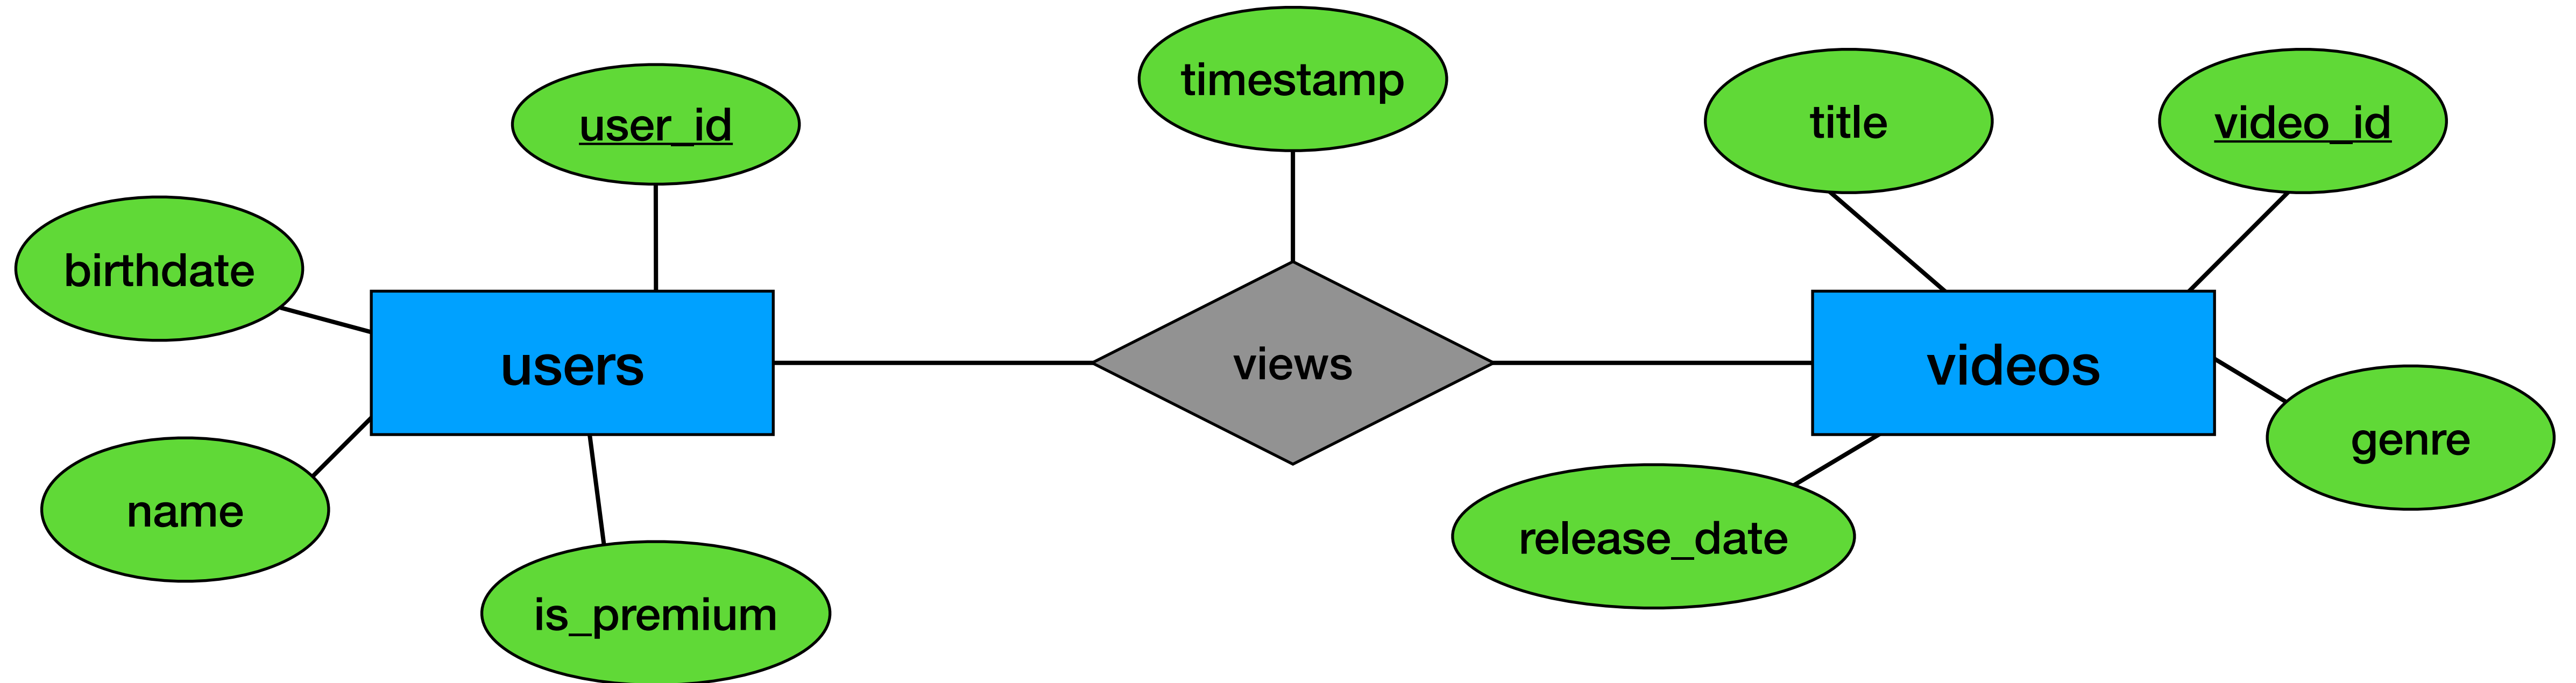 timestamp
title
video_id
user_id
birthdate
users
views
videos
genre
name
release_date
is_premium